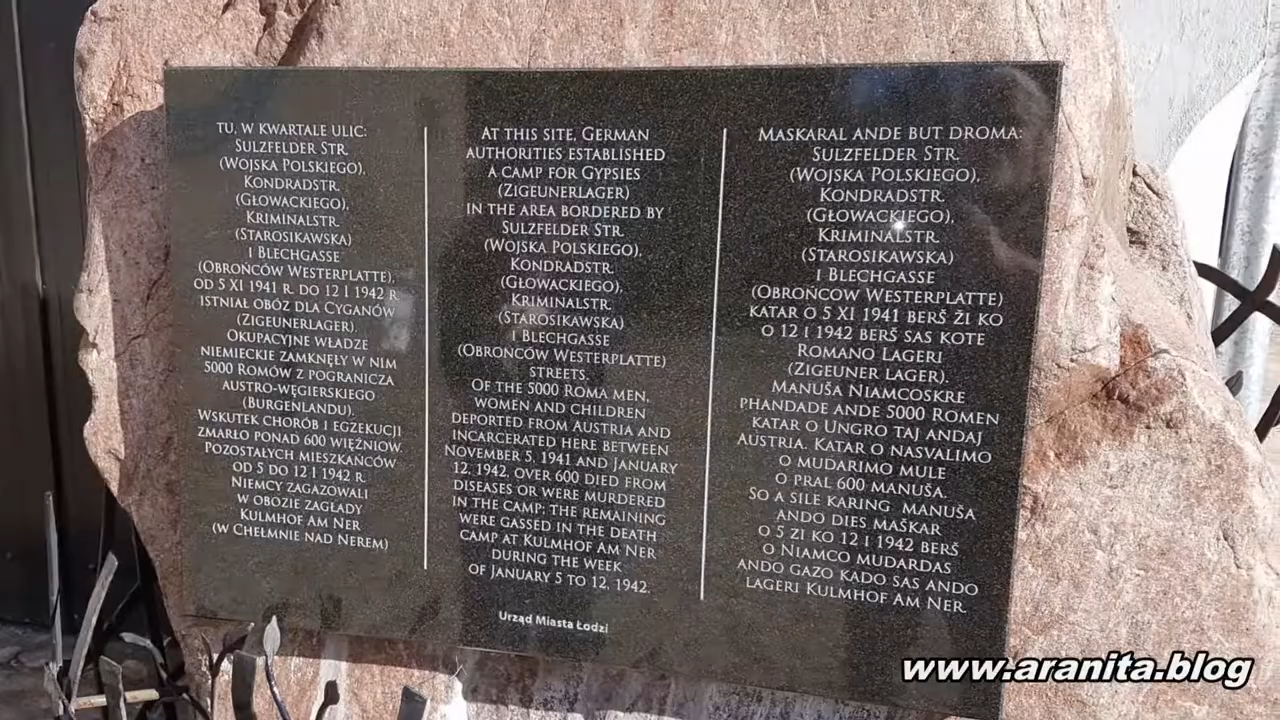 TU, W KWARTALE ULIC:
SULZFELDER STR.
(WOJSKA POLSKIEGO),
KONDRADSTR.
(GŁOWACKIEGO),
KRIMINALSTR.
(STAROSIKAWSKA)
I BLECHGASSE
(OBROŃCÓW WESTERPLATTE),
OD 5 XI 1941 R. DO 12 I 1942 R
ISTNIAŁ OBÓZ DLA CYGANÓW
(ZIGEUNERLAGER).
OKUPACYJNE WŁADZE
NIEMIECKIE ZAMKNĘŁY W NIM
5000 ROMÓW Z POGRANICZA
AUSTRO-WĘGIERSKIEGO
(BURGENLANDU).
WSKUTEK CHORÓB I EGZEKUCJI
ZMARŁO PONAD 600 WIĘŹNIOW.
POZOSTAŁYCH MIESZKAŃCÓW
OD 5 DO 12 I 1942 R.
NIEMCY ZAGAZOWALI
W OBOZIE ZAGŁADY
KULMHOF AM NER
(W CHEŁMNIE NAD NEREM)
AT THIS SITE, GERMAN
AUTHORITIES ESTABLISHED
A CAMP FOR GYPSIES
(ZIGEUNERLAGER)
IN THE AREA BORDERED BY
SULZFELDER STR.
(WOJSKA POLSKIEGO),
KONDRADSTR.
(GŁOWACKIEGO),
KRIMINALSTR.
(STAROSIKAWSKA)
I BLECHGASSE
(OBRONCÓW WESTERPLATTE)
STREETS.
OF THE 5000 ROMA MEN,
WOMEN AND CHILDREN
DEPORTED FROM AUSTRIA AND
INCARCERATED HERE BETWEEN
NOVEMBER 5, 1941 AND JANUARY
12, 1942, OVER 600 DIED FROM
DISEASES OR WERE MURDERED
IN THE CAMP; THE REMAINING
WERE GASSED IN THE DEATH
CAMP AT KULMHOF AM NER
DURING THE WEEK
OF JANUARY 5 TO 12, 1942.
Urząd Miasta Łodzi
MASKARAL ANDE BUT DROMA:
SULZFELDER STR.
(WOJSKA POLSKIEGO),
KONDRADSTR.
(GŁOWACKIEGO),
KRIMINALSTR.
(STAROSIKAWSKA)
I BLECHGASSE
(OBROŃCOW WESTERPLATTE)
KATAR O 5 XI 1941 BERŠ ŽI KO
O 12 I 1942 BERŠ SAS KOTE
ROMANO LAGERI
(ZIGEUNER LAGER).
MANUŠA NIAMCOSKRE
PHANDADE ANDE 5000 ROMEN
KATAR O UNGRO TAJ ANDAJ
AUSTRIA. KATAR O NASVALIMO
O MUDARIMO MULE
O PRAL 600 MANUŠA.
SO A SILE KARING MANUŠA
ANDO DIES MAŠKAR
O 5 ZI KO 12 I 1942 BERŠ
O NIAMCO MUDARDAS
ANDO GAZO KADO SAS ANDO
LAGERI KULMHOF AM NER.
www.aranita.blog